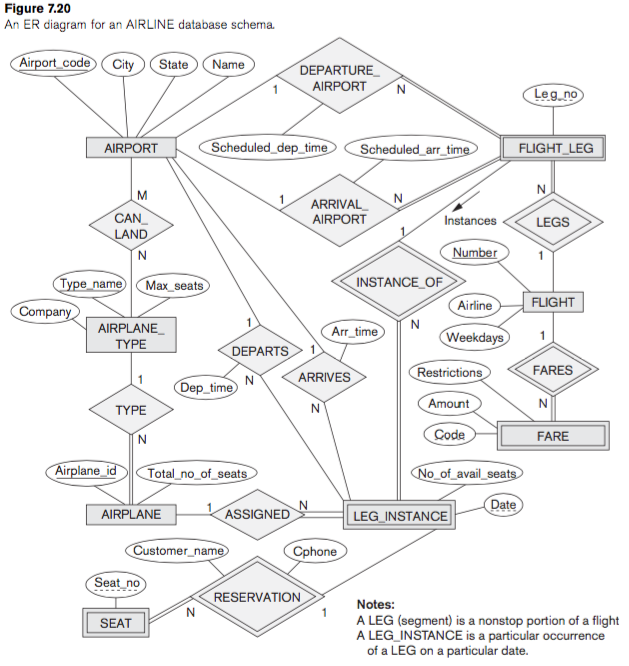 Figure 7.20
An ER diagram for an AIRLINE database schema.
Airport_code
City
State
Name
DEPARTURE_
AIRPORT
1
N
Leg_no
Scheduled_dep_time
Scheduled_arr_time
AIRPORT
FLIGHT_LEG
M
1
ARRIVAL_
AIRPORT
N
N
CAN_
LAND
Instances
LEGS
1
N
Number
1
INSTANCE_OF
Type_name
Max_seats
Company
Airline
FLIGHT
AIRPLANE_
TYPE
N
Weekdays
1
Arr_time
1
DEPARTS
1
1
ARRIVES
Restrictions
FARES
Dep_time
N
N
TYPE
Amount
N
N
Code
FARE
Airplane_id
Total_no_of_seats
No_of_avail_seats
AIRPLANE
1
ASSIGNED
N
LEG_INSTANCE
Date
Customer_name
Cphone
Seat_no
RESERVATION
SEAT
N
1
Notes:
A LEG (segment) is a nonstop portion of a flight
A LEG_INSTANCE is a particular occurrence
of a LEG on a particular date.